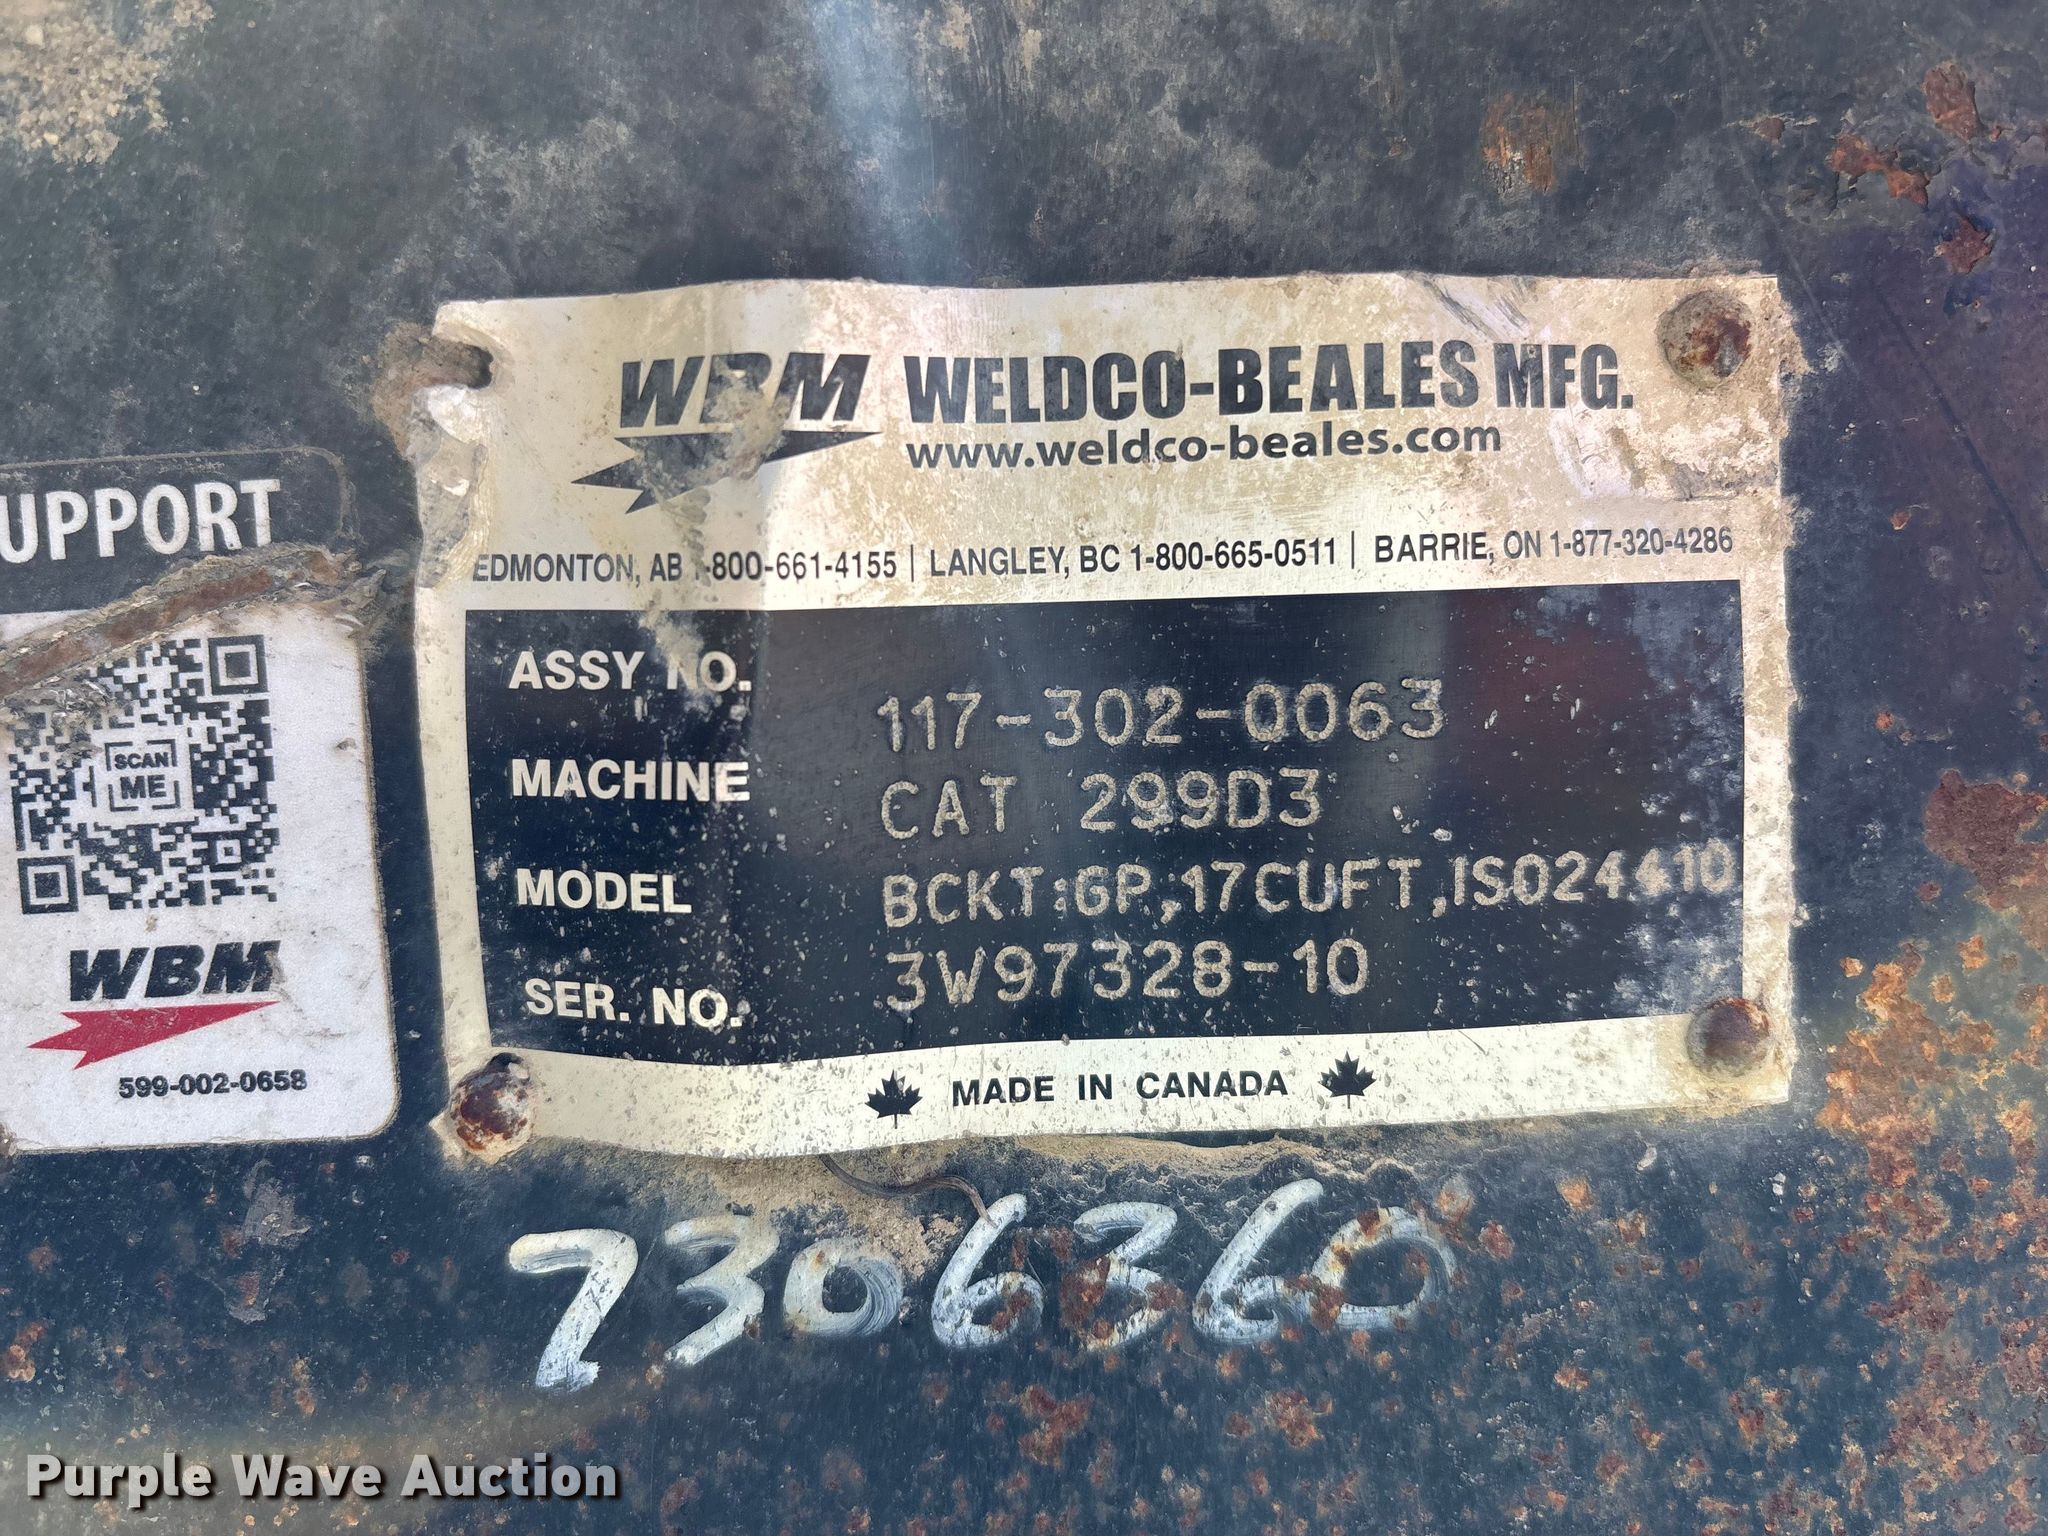 WBM WELDCO-BEALES MFG.
www.weldco-beales.com
EDMONTON, AB 1-800-661-4155 | LANGLEY, BC 1-800-665-0511 | BARRIE, ON 1-877-320-4286
ASSY NO. 117-302-0063
MACHINE CAT 299D3
MODEL BCKT:GP,17CUFT,ISO24410
SER. NO. 3W97328-10
MADE IN CANADA
UPPORT
SCAN
ME
WBM
599-002-0658
7306360
Purple Wave Auction